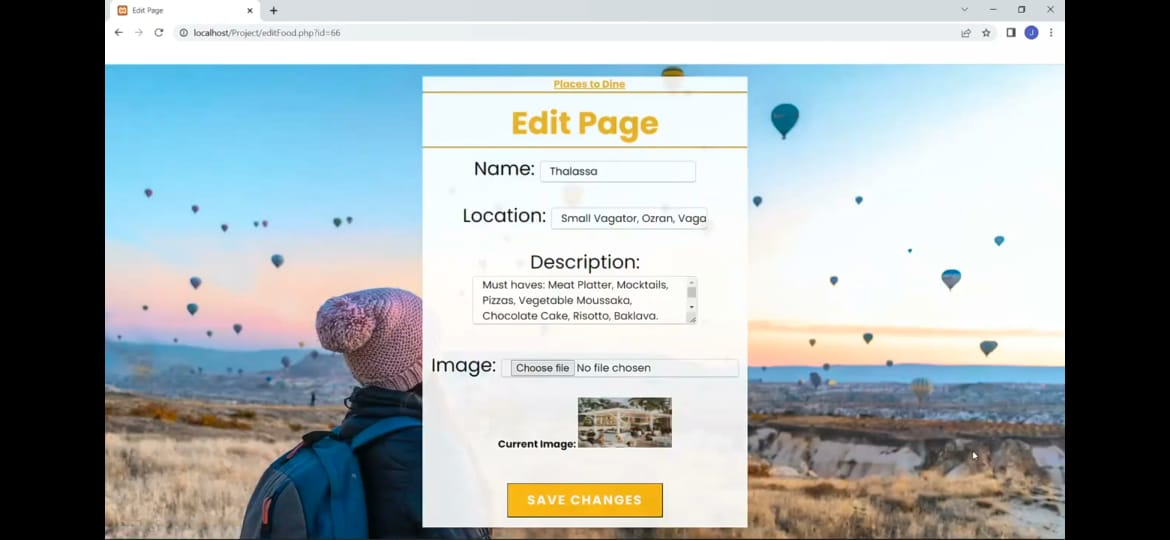 Edit Page
localhost/Project/editFood.php?id=66
J
Places to Dine
Edit Page
Name: Thalassa
Location: Small Vagator, Ozran, Vaga
Description:
Must haves: Meat Platter, Mocktails,
Pizzas, Vegetable Moussaka,
Chocolate Cake, Risotto, Baklava.
Image: Choose file No file chosen
Current Image:
SAVE CHANGES